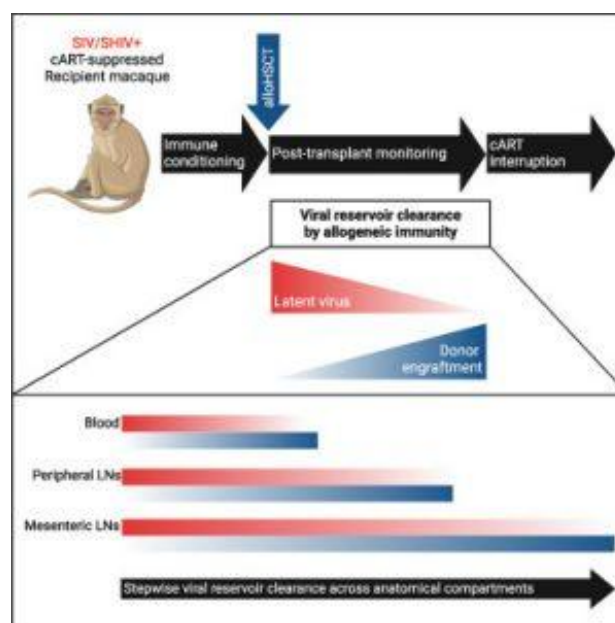 SIV/SHIV+
cART-suppressed
Recipient macaque
alloHSCT
Immune
conditioning
Post-transplant monitoring
cART
Interruption
Viral reservoir clearance
by allogeneic immunity
Latent virus
Donor
engraftment
Blood
Peripheral LNs
Mesenteric LNs
Stepwise viral reservoir clearance across anatomical compartments